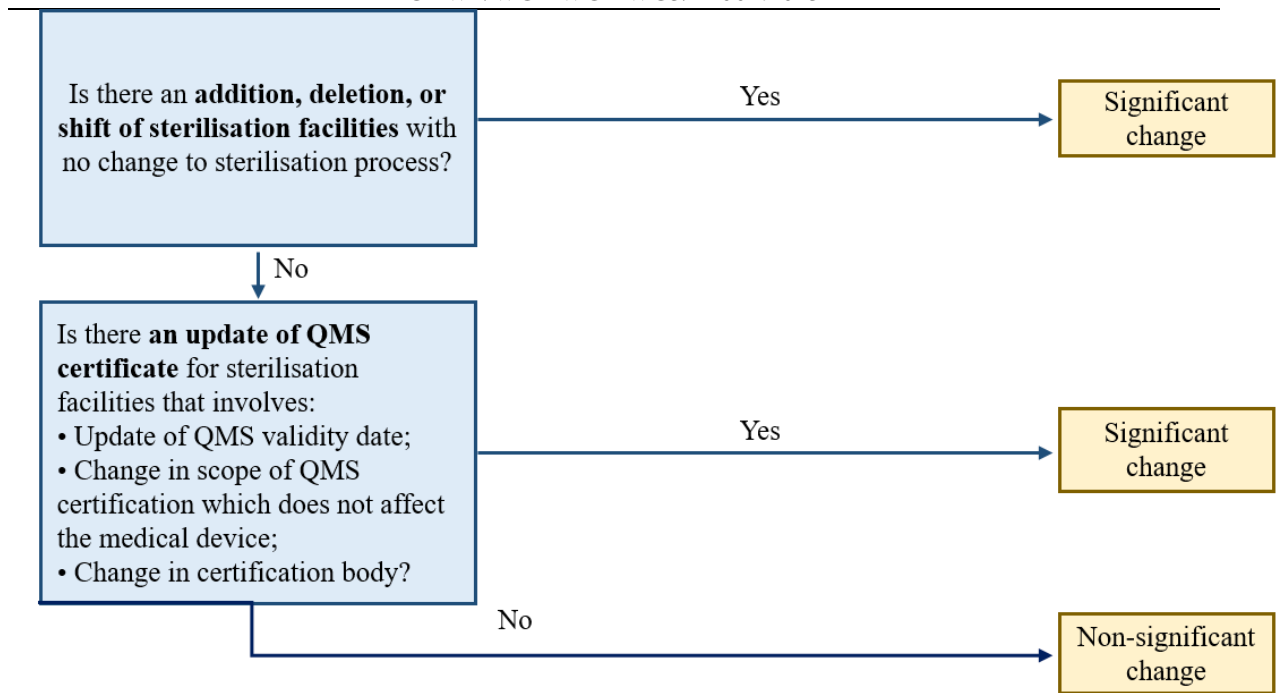 Is there an addition, deletion, or
shift of sterilisation facilities with
no change to sterilisation process?
Yes
Significant
change
No
Is there an update of QMS
certificate for sterilisation
facilities that involves:
• Update of QMS validity date;
• Change in scope of QMS
certification which does not affect
the medical device;
• Change in certification body?
Yes
Significant
change
No
Non-significant
change